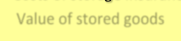 Value of stored goods